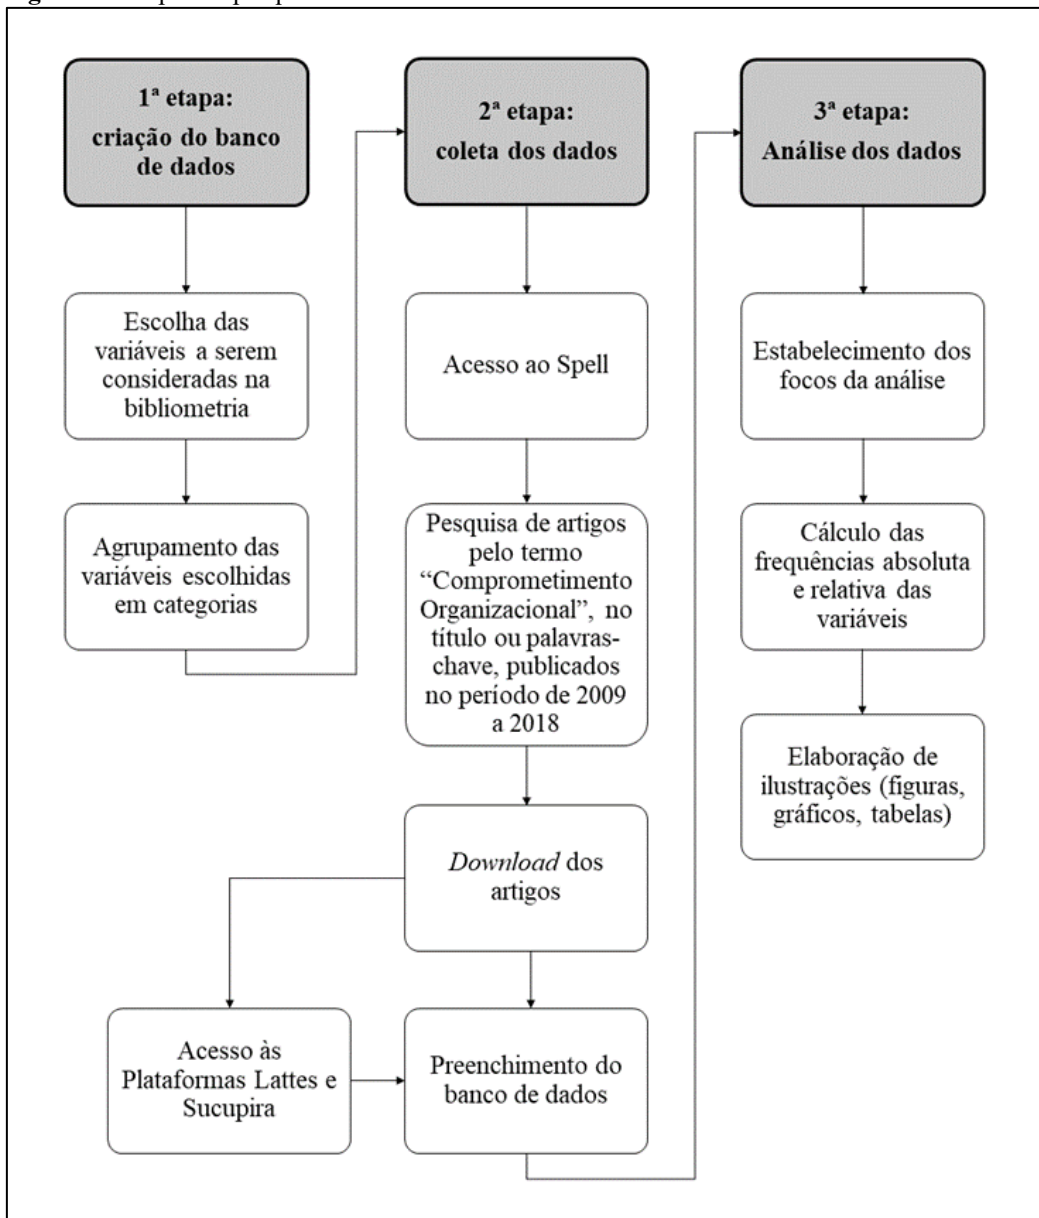 1ª etapa:
criação do banco
de dados
Escolha das
variáveis a serem
consideradas na
bibliometria
Agrupamento das
variáveis escolhidas
em categorias
2ª etapa:
coleta dos dados
Acesso ao Spell
Pesquisa de artigos
pelo termo
“Comprometimento
Organizacional”, no
título ou palavras-
chave, publicados
no período de 2009
a 2018
Download dos
artigos
Acesso às
Plataformas Lattes e
Sucupira
Preenchimento do
banco de dados
3ª etapa:
Análise dos dados
Estabelecimento dos
focos da análise
Cálculo das
frequências absoluta
e relativa das
variáveis
Elaboração de
ilustrações (figuras,
gráficos, tabelas)